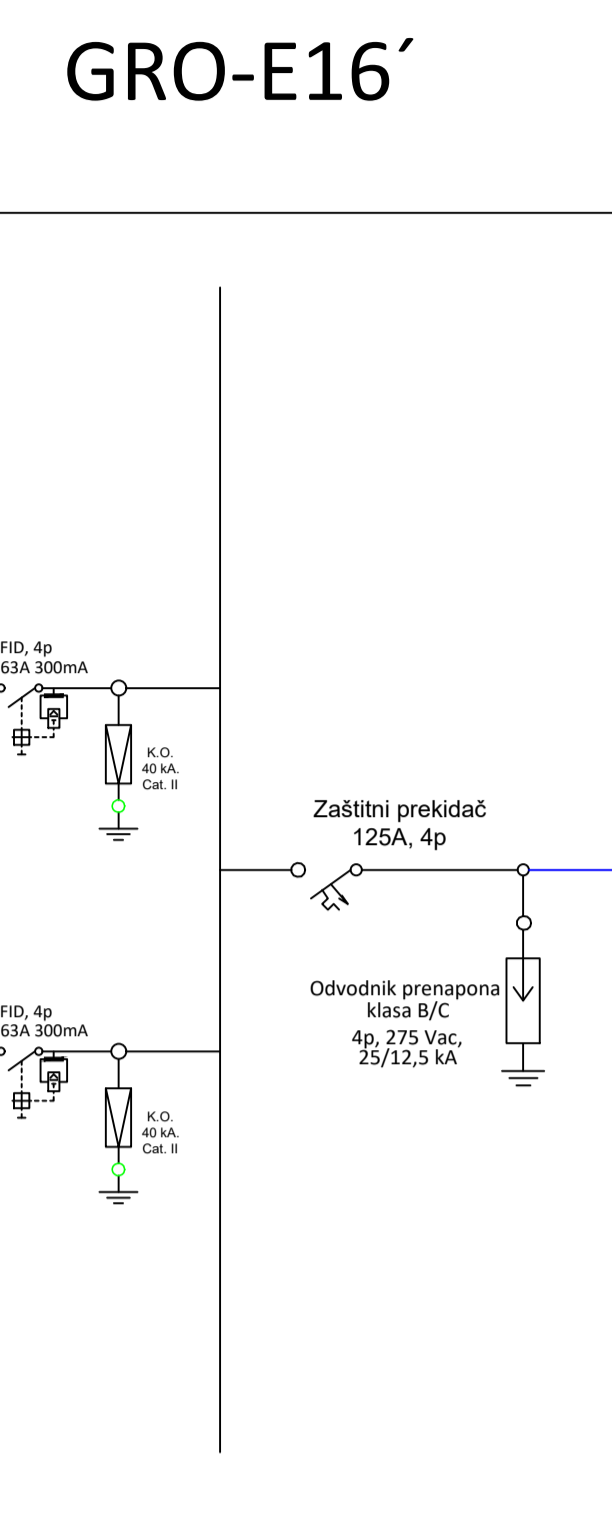 GRO-E16´
FID, 4p
63A 300mA
K.O.
40 kA.
Cat. II
Zaštitni prekidač
125A, 4p
Odvodnik prenapona
klasa B/C
4p, 275 Vac,
25/12,5 kA
FID, 4p
63A 300mA
K.O.
40 kA.
Cat. II